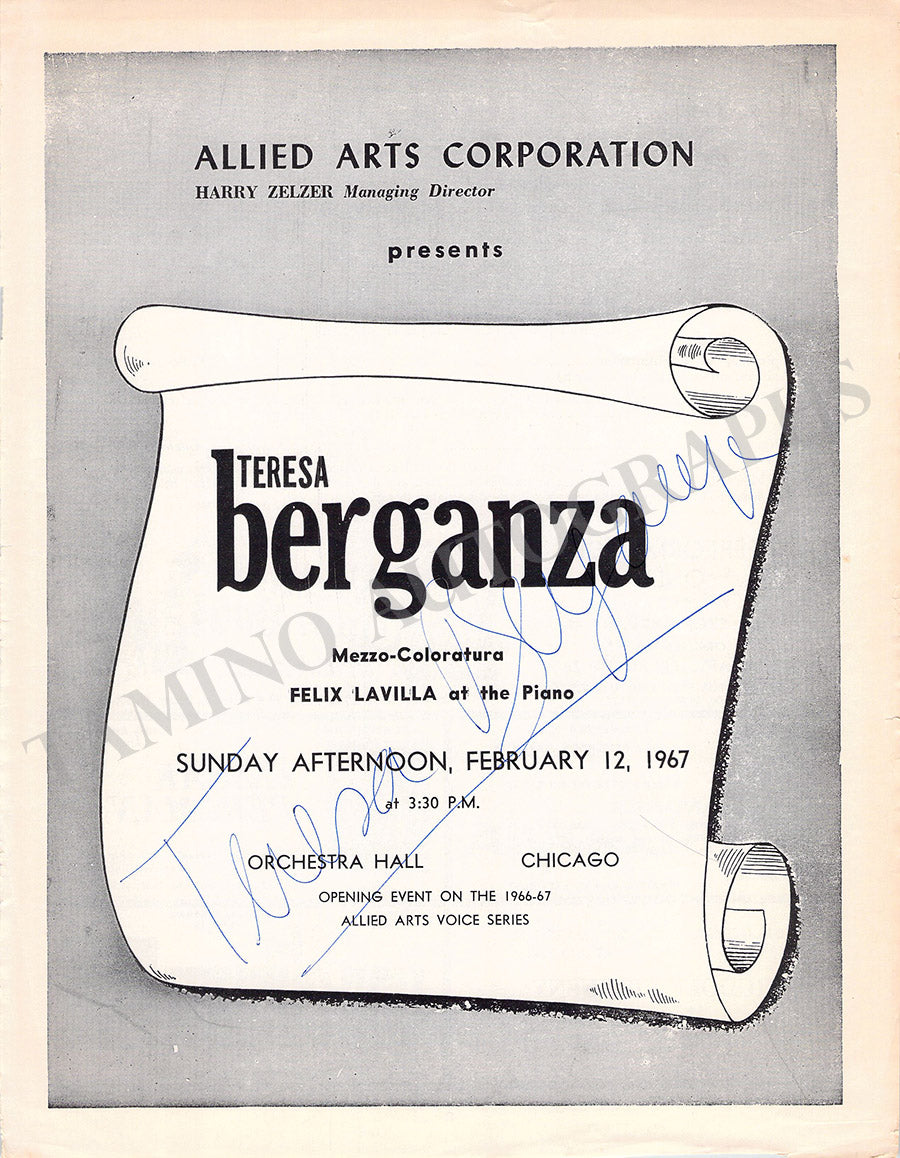 ALLIED ARTS CORPORATION
HARRY ZELZER Managing Director
presents
TERESA
berganza
Mezzo-Coloratura
FELIX LAVILLA at the Piano
SUNDAY AFTERNOON, FEBRUARY 12, 1967
at 3:30 P.M.
ORCHESTRA HALL CHICAGO
OPENING EVENT ON THE 1966-67
ALLIED ARTS VOICE SERIES
Teresa Berganza
TAMINO AUTOGRAPHS